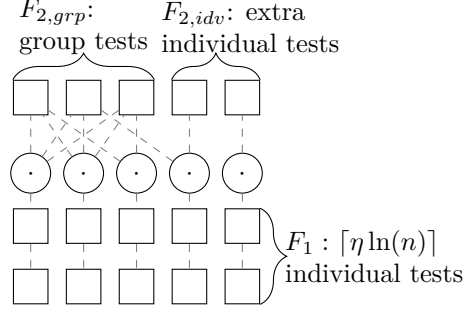 F_{2,grp}:
group tests
F_{2,idv}: extra
individual tests
F_1 : ⌈η ln(n)⌉
individual tests